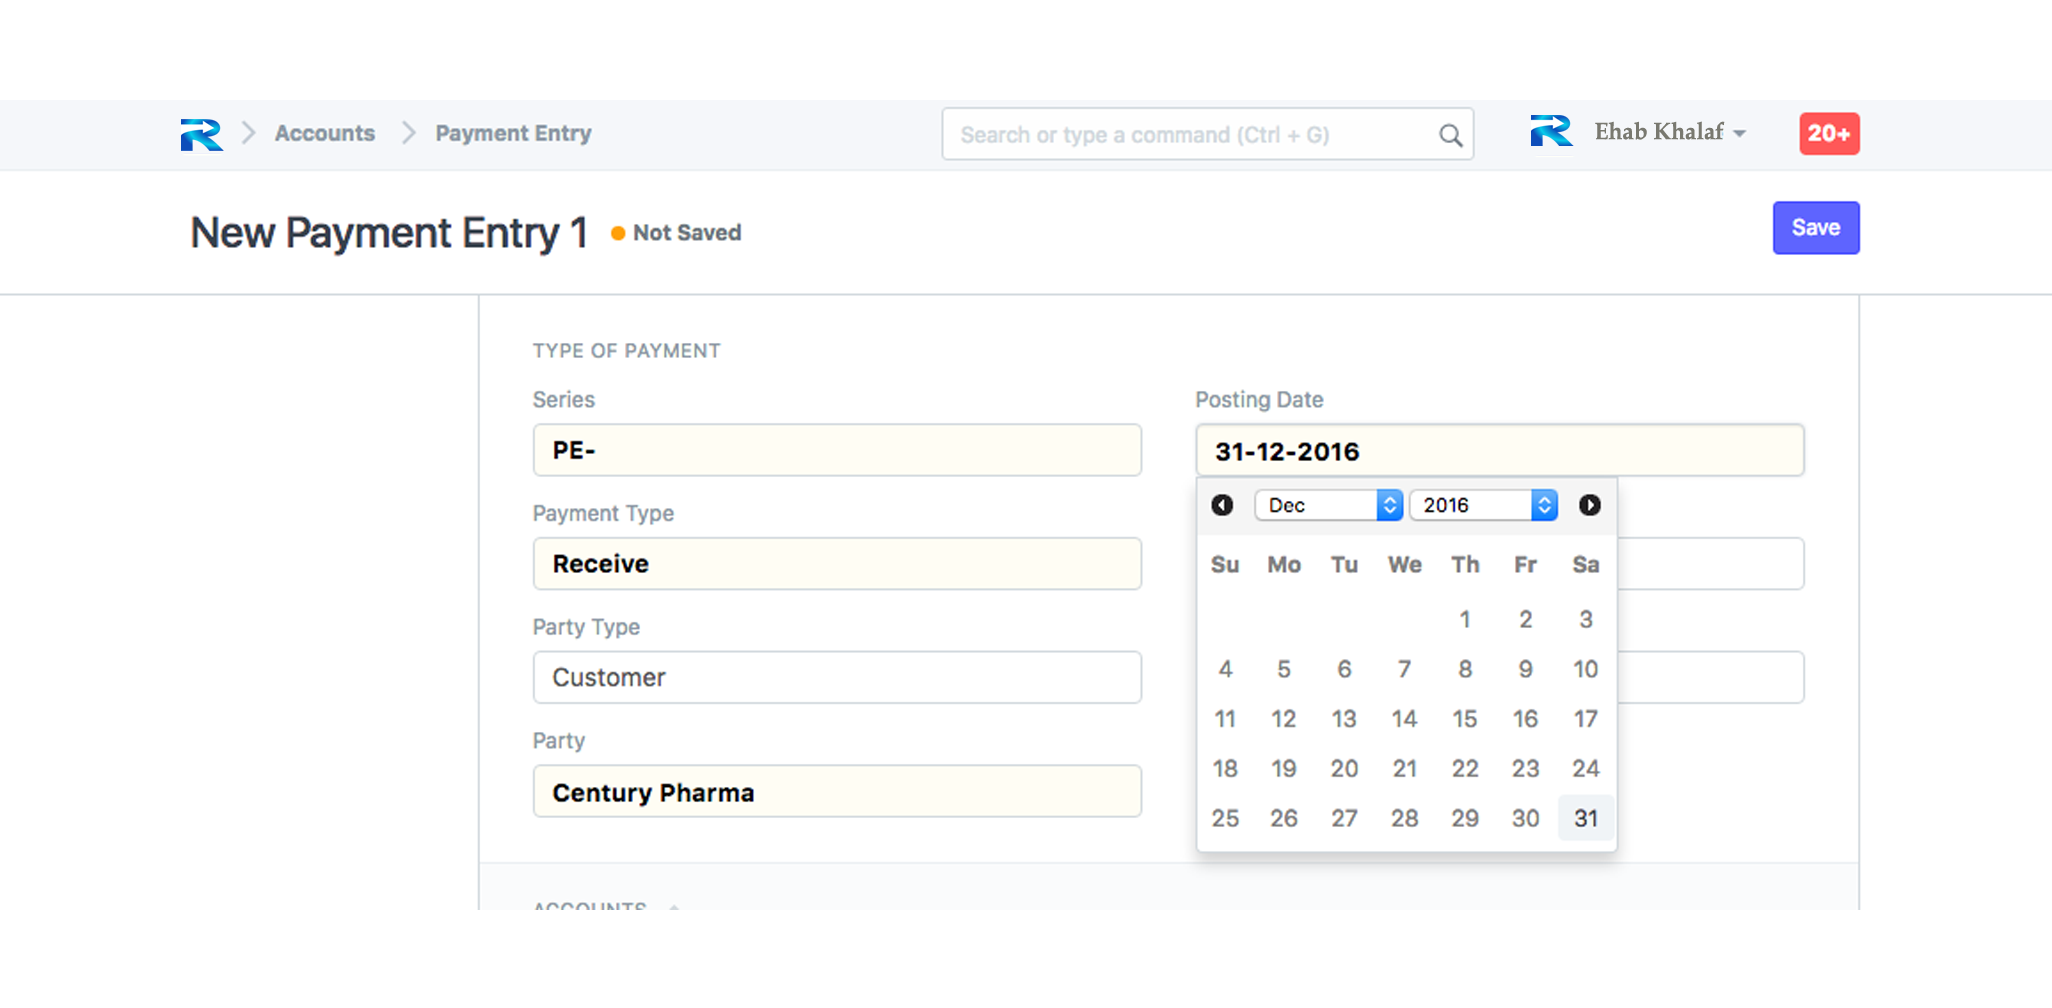 Accounts Payment Entry Search or type a command (Ctrl + G) Ehab Khalaf 20+
New Payment Entry 1 Not Saved Save
TYPE OF PAYMENT
Series
PE-
Payment Type
Receive
Party Type
Customer
Party
Century Pharma
Posting Date
31-12-2016
Dec 2016
Su Mo Tu We Th Fr Sa
1 2 3
4 5 6 7 8 9 10
11 12 13 14 15 16 17
18 19 20 21 22 23 24
25 26 27 28 29 30 31
ACCOUNTS